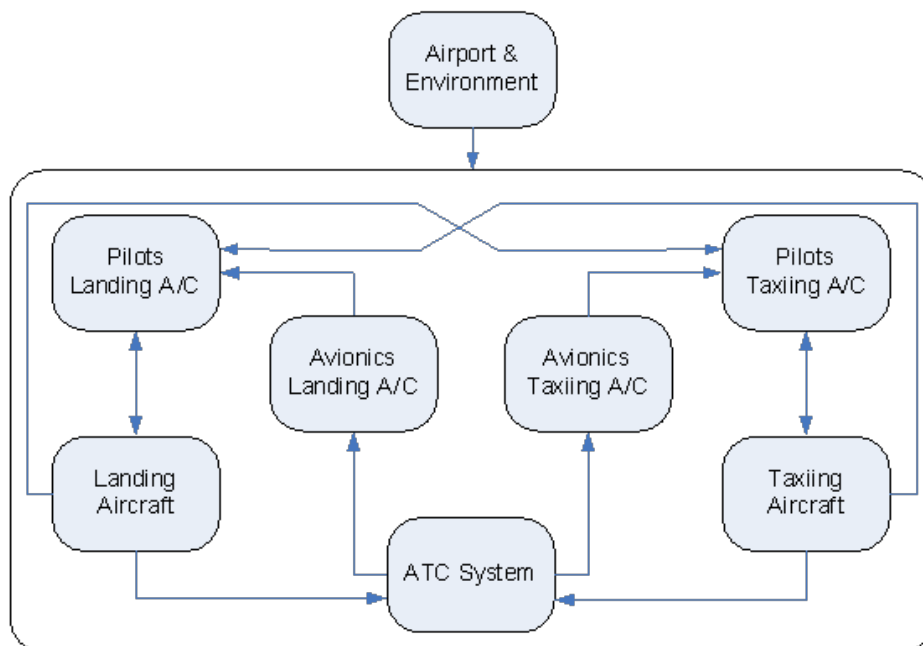 Airport &
Environment
Pilots
Landing A/C
Pilots
Taxiing A/C
Avionics
Landing A/C
Avionics
Taxiing A/C
Landing
Aircraft
Taxiing
Aircraft
ATC System